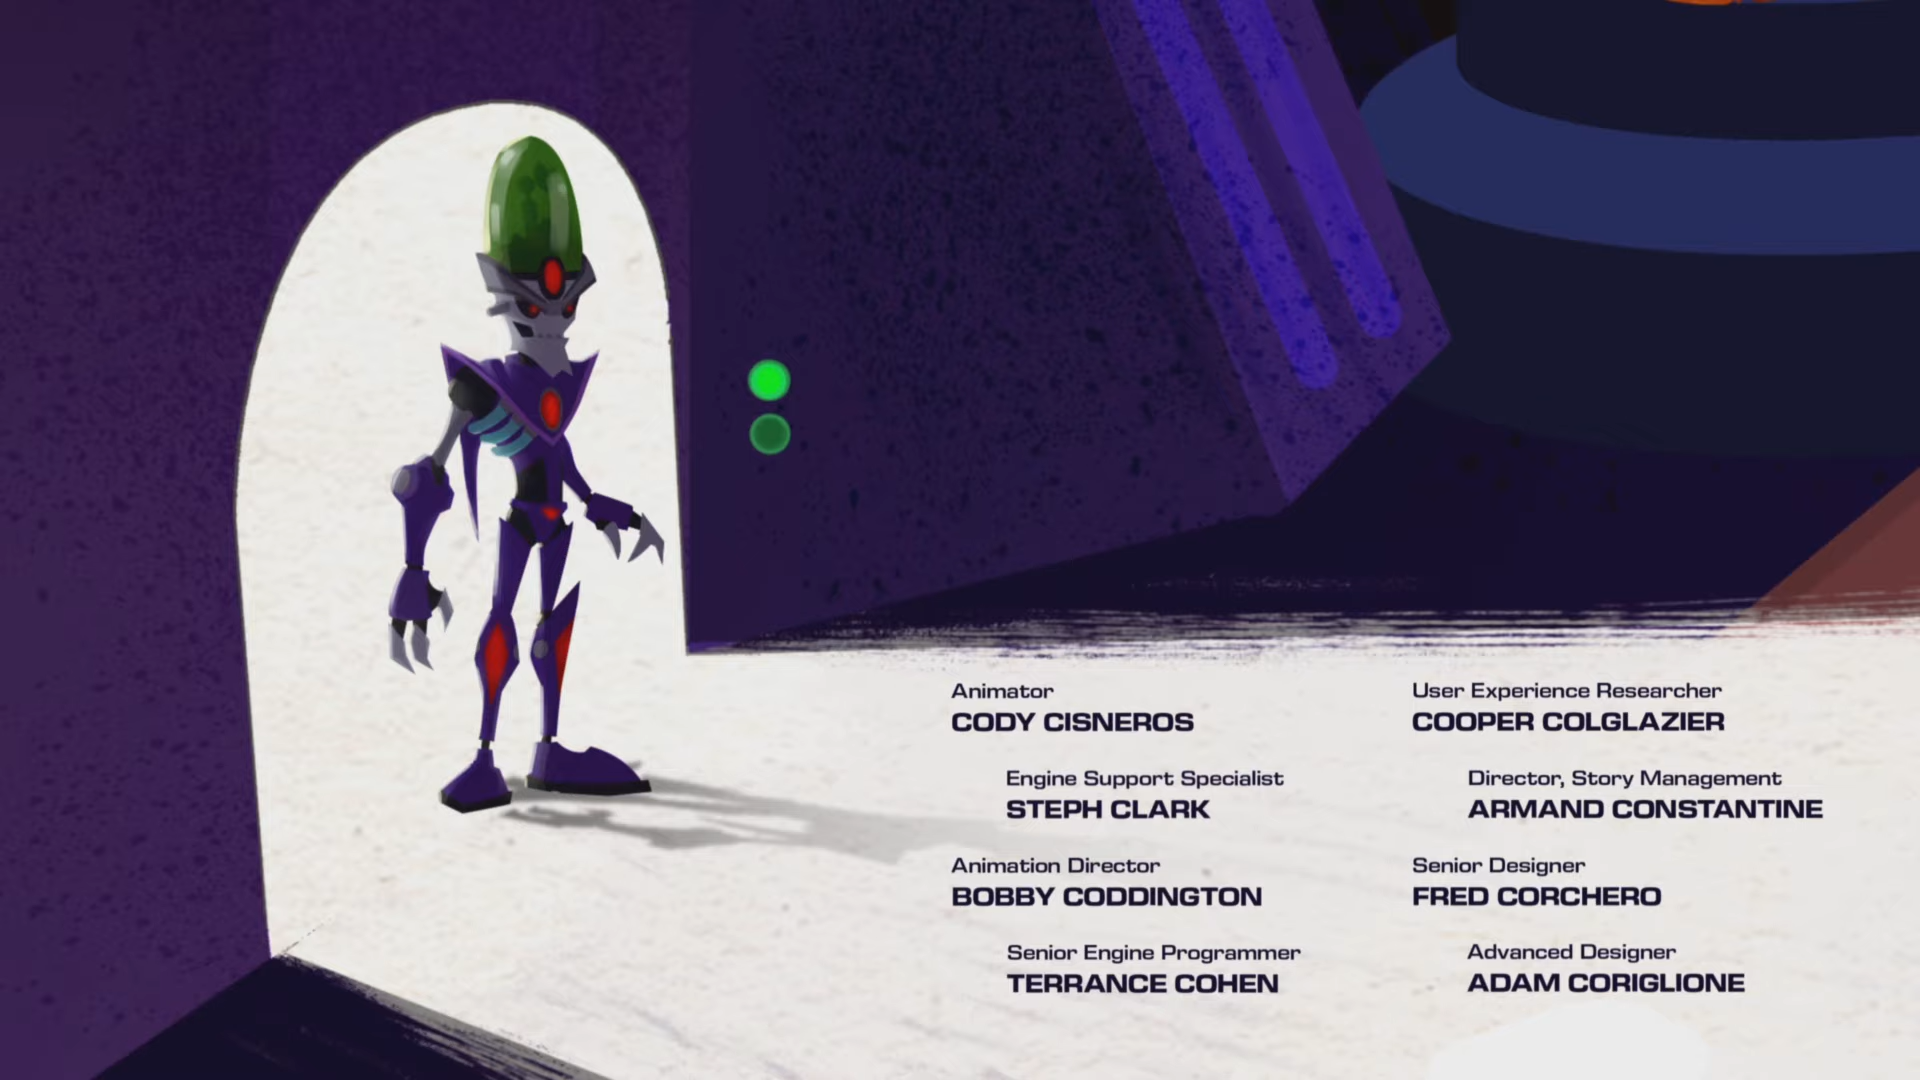 Animator
CODY CISNEROS
Engine Support Specialist
STEPH CLARK
Animation Director
BOBBY CODDINGTON
Senior Engine Programmer
TERRANCE COHEN
User Experience Researcher
COOPER COLGLAZIER
Director, Story Management
ARMAND CONSTANTINE
Senior Designer
FRED CORCHERO
Advanced Designer
ADAM CORIGLIONE